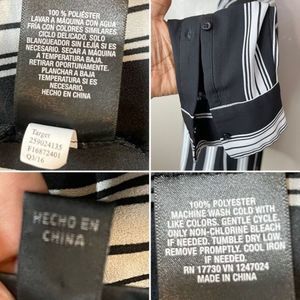 100 % POLIÉSTER
LAVAR A MÁQUINA CON AGUA
FRÍA CON COLORES SIMILARES
CICLO DELICADO. SOLO
BLANQUEADOR SIN LEJÍA SI ES
NECESARIO. SECAR A MÁQUINA
A TEMPERATURA BAJA.
RETIRAR OPORTUNAMENTE.
PLANCHAR A BAJA
TEMPERATURA SI ES
NECESARIO.
HECHO EN CHINA
Target
259024135
F16872401
Q3/16
HECHO EN
CHINA
100% POLYESTER
MACHINE WASH COLD WITH
LIKE COLORS. GENTLE CYCLE.
ONLY NON-CHLORINE BLEACH
IF NEEDED. TUMBLE DRY LOW.
REMOVE PROMPTLY. COOL IRON
IF NEEDED.
RN 17730 VN 1247024
MADE IN CHINA